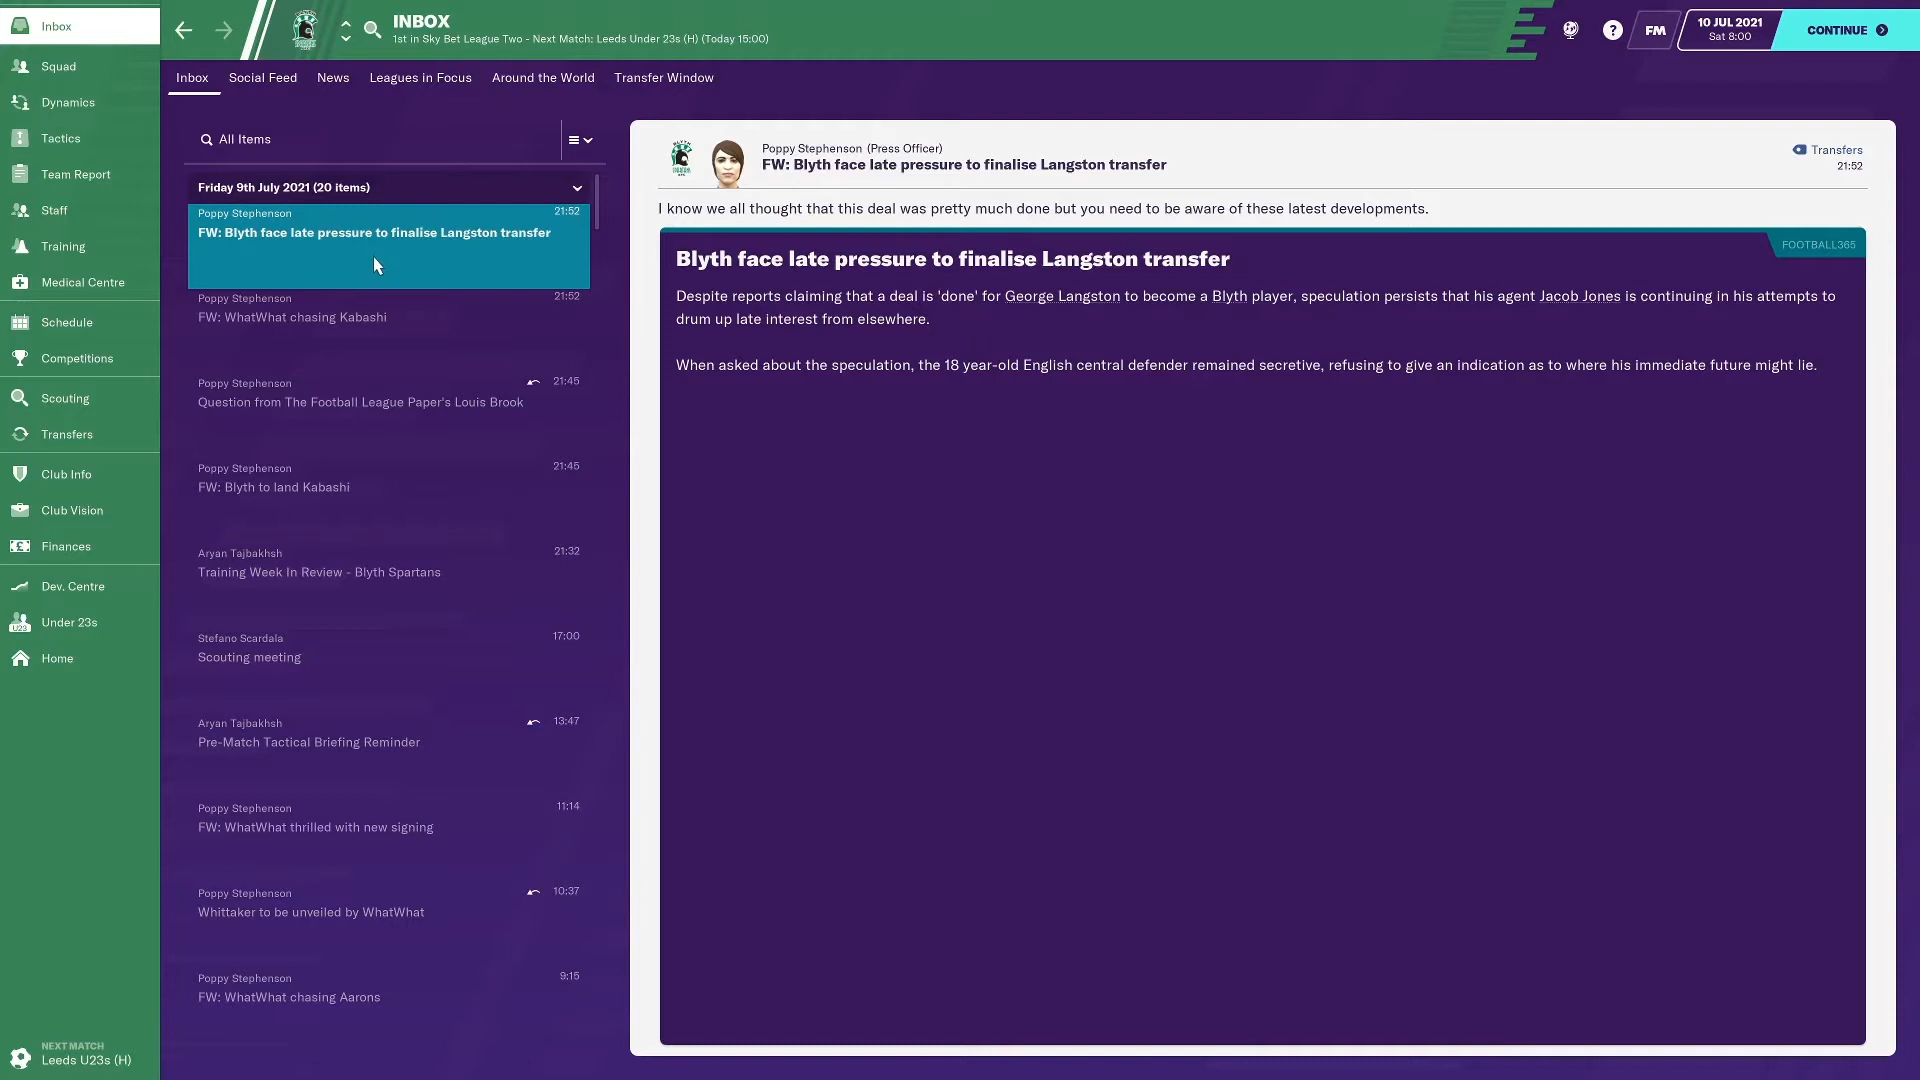 Inbox
Squad
Dynamics
Tactics
Team Report
Staff
Training
Medical Centre
Schedule
Competitions
Scouting
Transfers
Club Info
Club Vision
Finances
Dev. Centre
U23
Under 23s
Home
NEXT MATCH
Leeds U23s (H)
INBOX
1st in Sky Bet League Two - Next Match: Leeds Under 23s (H) (Today 15:00)
?
FM
10 JUL 2021
Sat 8:00
CONTINUE
Inbox Social Feed News Leagues in Focus Around the World Transfer Window
All Items
Friday 9th July 2021 (20 items)
Poppy Stephenson 21:52
FW: Blyth face late pressure to finalise Langston transfer
Poppy Stephenson 21:52
FW: WhatWhat chasing Kabashi
Poppy Stephenson 21:45
Question from The Football League Paper's Louis Brook
Poppy Stephenson 21:45
FW: Blyth to land Kabashi
Aryan Tajbakhsh 21:32
Training Week In Review - Blyth Spartans
Stefano Scardala 17:00
Scouting meeting
Aryan Tajbakhsh 13:47
Pre-Match Tactical Briefing Reminder
Poppy Stephenson 11:14
FW: WhatWhat thrilled with new signing
Poppy Stephenson 10:37
Whittaker to be unveiled by WhatWhat
Poppy Stephenson 9:15
FW: WhatWhat chasing Aarons
Poppy Stephenson (Press Officer)
FW: Blyth face late pressure to finalise Langston transfer
Transfers
21:52
I know we all thought that this deal was pretty much done but you need to be aware of these latest developments.
FOOTBALL365
Blyth face late pressure to finalise Langston transfer
Despite reports claiming that a deal is 'done' for George Langston to become a Blyth player, speculation persists that his agent Jacob Jones is continuing in his attempts to
drum up late interest from elsewhere.
When asked about the speculation, the 18 year-old English central defender remained secretive, refusing to give an indication as to where his immediate future might lie.